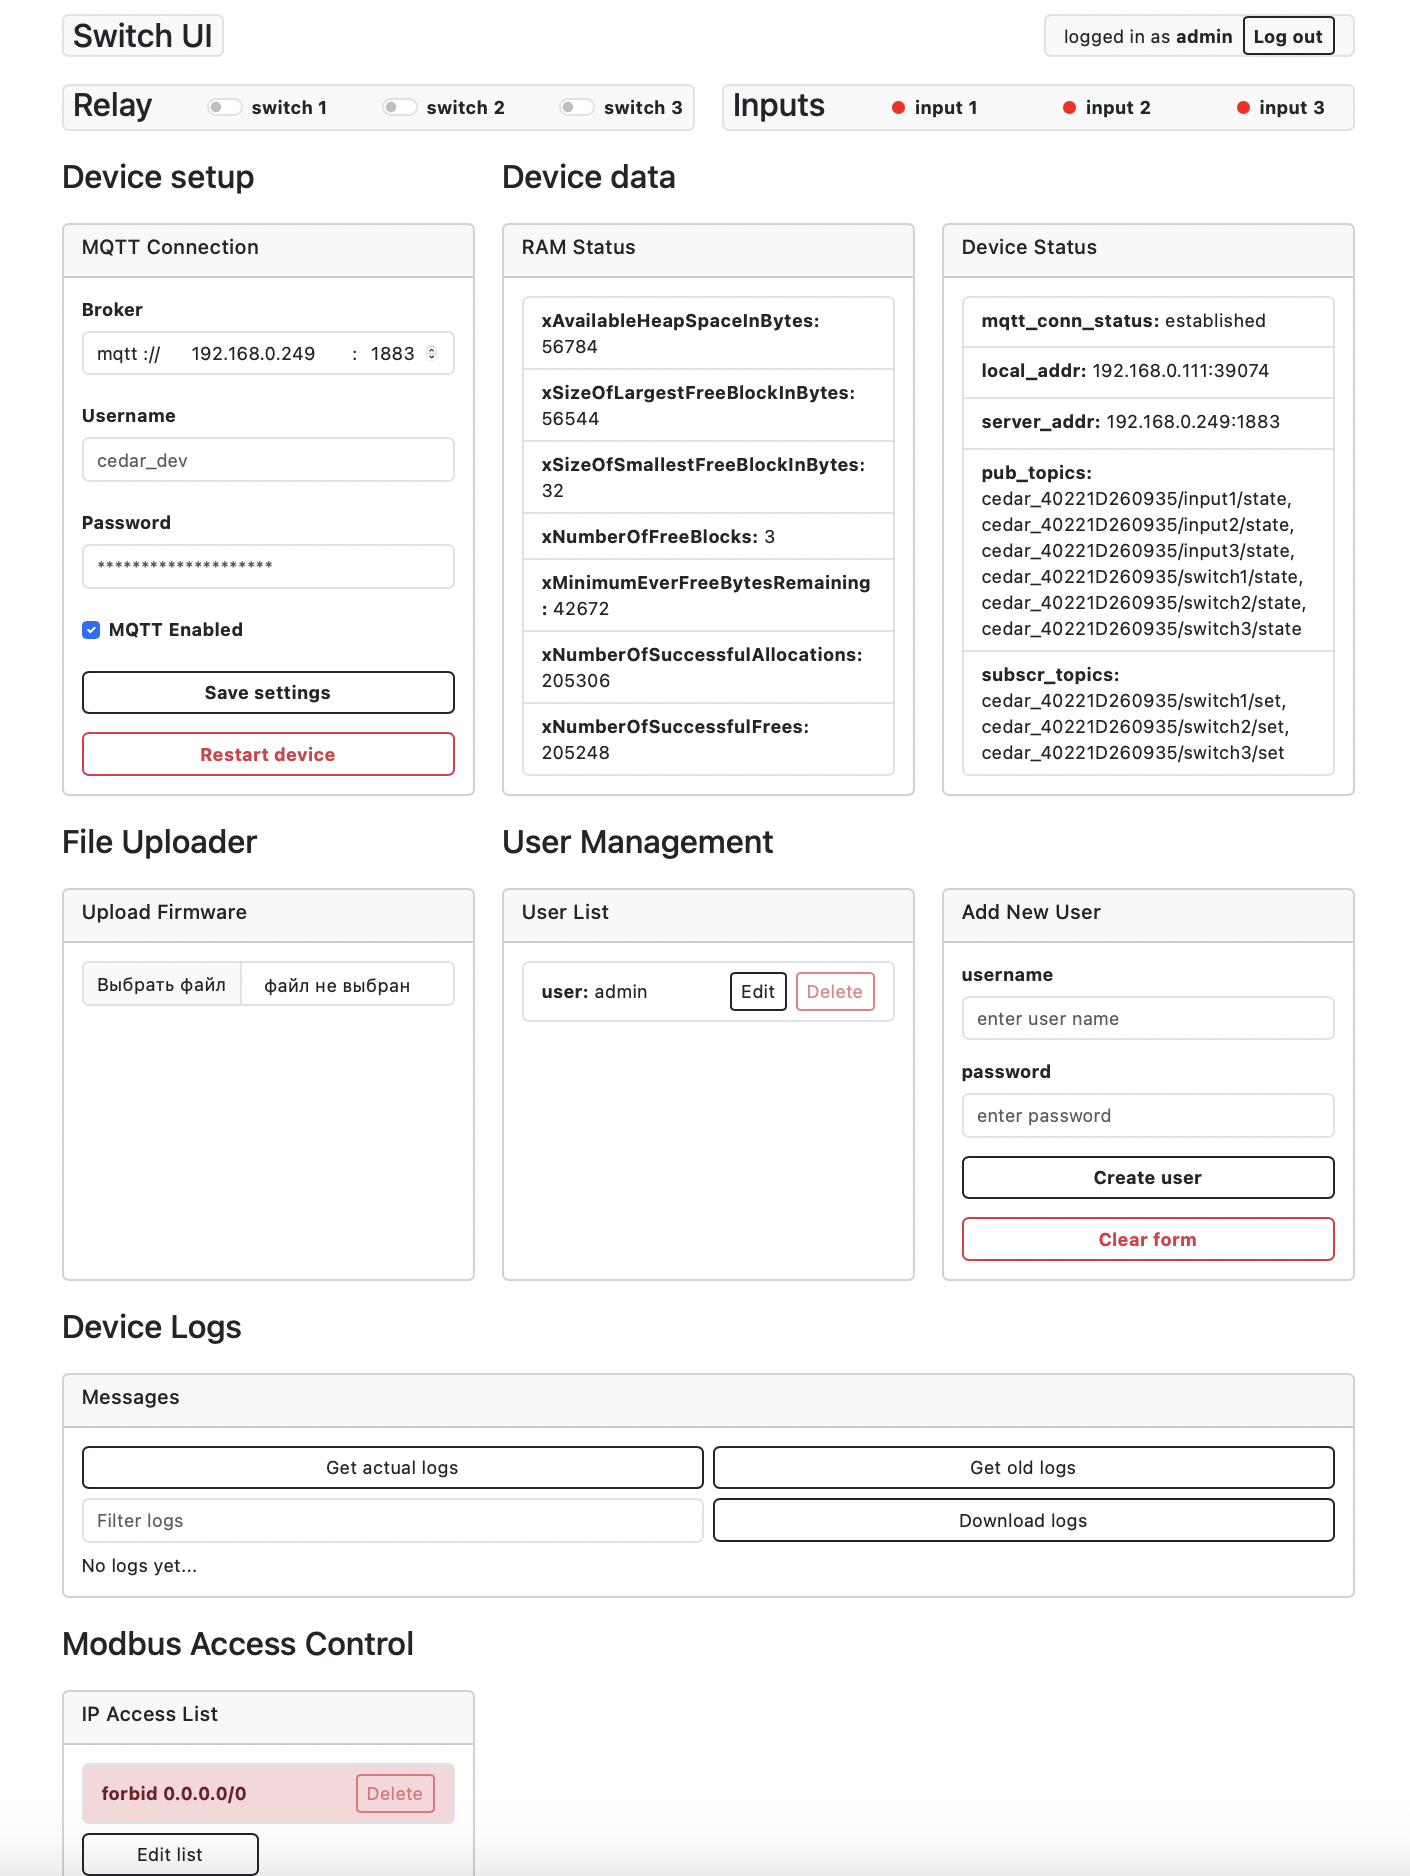 Switch UI
logged in as admin Log out
Relay switch 1 switch 2 switch 3
Inputs input 1 input 2 input 3
Device setup
MQTT Connection
Broker
mqtt :// 192.168.0.249 : 1883
Username
cedar_dev
Password
********************
MQTT Enabled
Save settings
Restart device
Device data
RAM Status
xAvailableHeapSpaceInBytes:
56784
xSizeOfLargestFreeBlockInBytes:
56544
xSizeOfSmallestFreeBlockInBytes:
32
xNumberOfFreeBlocks: 3
xMinimumEverFreeBytesRemaining
: 42672
xNumberOfSuccessfulAllocations:
205306
xNumberOfSuccessfulFrees:
205248
Device Status
mqtt_conn_status: established
local_addr: 192.168.0.111:39074
server_addr: 192.168.0.249:1883
pub_topics:
cedar_40221D260935/input1/state,
cedar_40221D260935/input2/state,
cedar_40221D260935/input3/state,
cedar_40221D260935/switch1/state,
cedar_40221D260935/switch2/state,
cedar_40221D260935/switch3/state
subscr_topics:
cedar_40221D260935/switch1/set,
cedar_40221D260935/switch2/set,
cedar_40221D260935/switch3/set
File Uploader
Upload Firmware
Выбрать файл файл не выбран
User Management
User List
user: admin Edit Delete
Add New User
username
enter user name
password
enter password
Create user
Clear form
Device Logs
Messages
Get actual logs Get old logs
Filter logs Download logs
No logs yet...
Modbus Access Control
IP Access List
forbid 0.0.0.0/0 Delete
Edit list